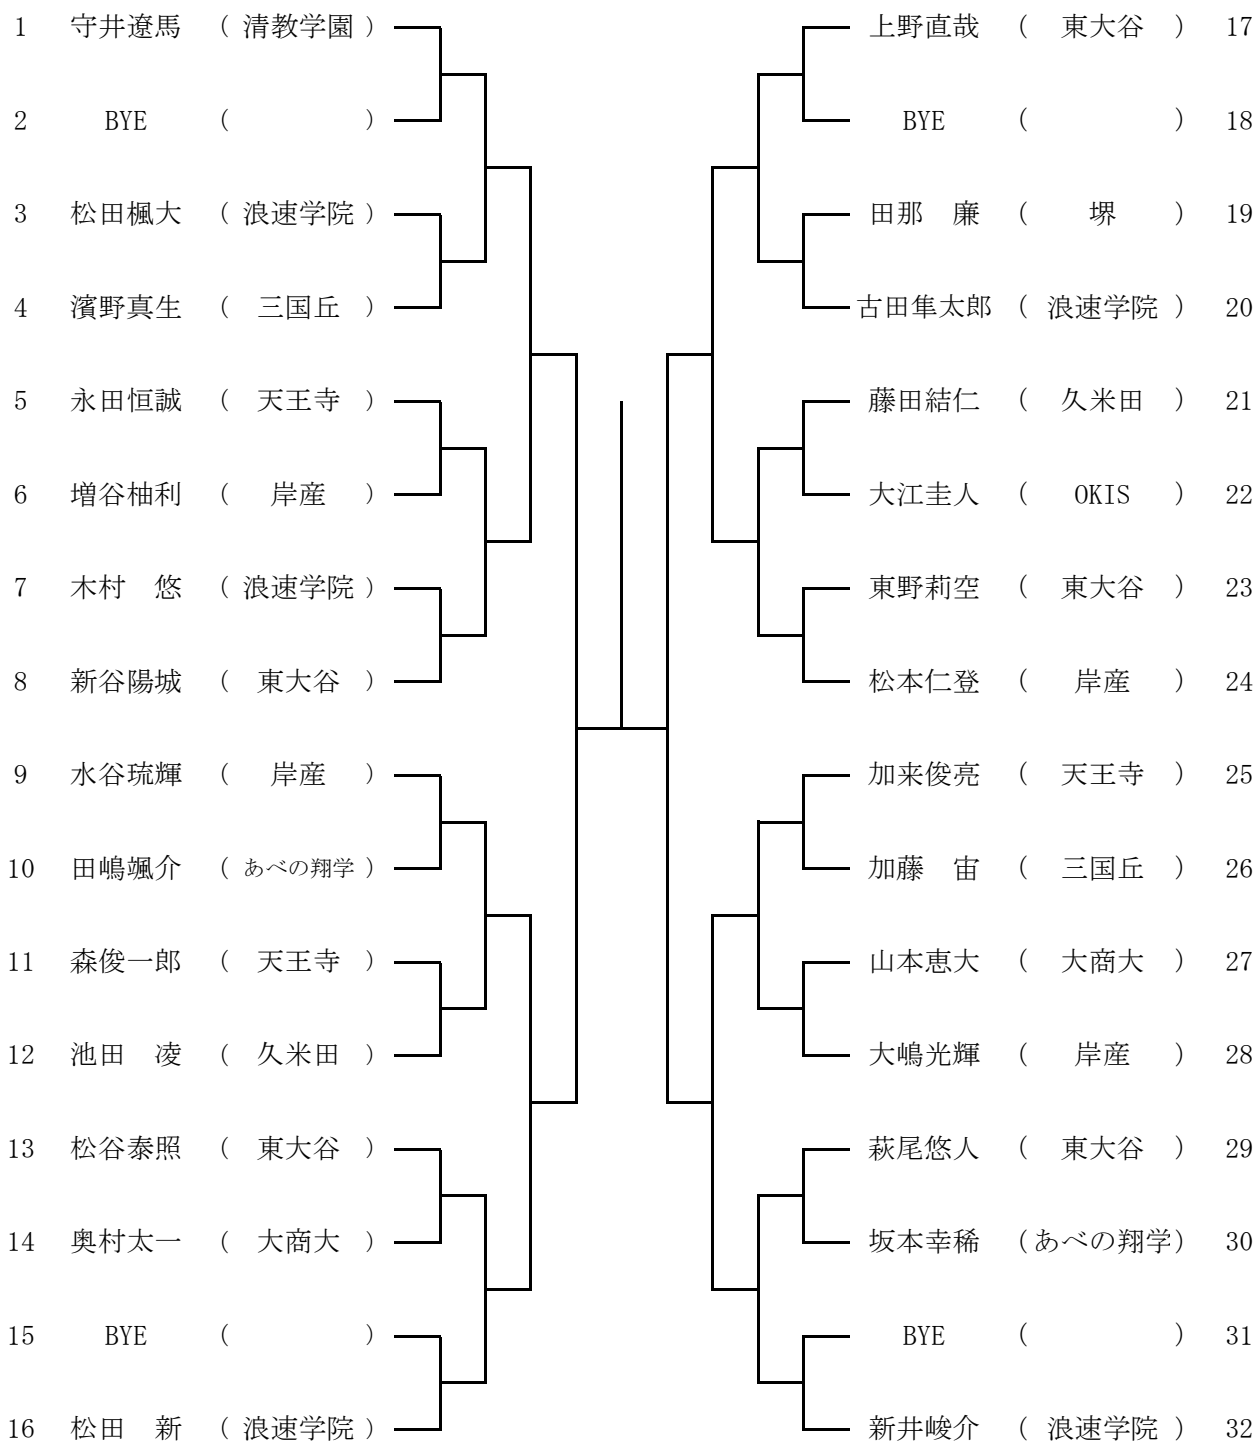 1 守井遼馬 ( 清教学園 )
2 BYE ( )
3 松田楓大 ( 浪速学院 )
4 濱野真生 ( 三国丘 )
5 永田恒誠 ( 天王寺 )
6 増谷柚利 ( 岸産 )
7 木村　悠 ( 浪速学院 )
8 新谷陽城 ( 東大谷 )
9 水谷琉輝 ( 岸産 )
10 田嶋颯介 ( あべの翔学 )
11 森俊一郎 ( 天王寺 )
12 池田　凌 ( 久米田 )
13 松谷泰照 ( 東大谷 )
14 奥村太一 ( 大商大 )
15 BYE ( )
16 松田　新 ( 浪速学院 )
上野直哉 ( 東大谷 ) 17
BYE ( ) 18
田那　廉 ( 堺 ) 19
古田隼太郎 ( 浪速学院 ) 20
藤田結仁 ( 久米田 ) 21
大江圭人 ( OKIS ) 22
東野莉空 ( 東大谷 ) 23
松本仁登 ( 岸産 ) 24
加来俊亮 ( 天王寺 ) 25
加藤　宙 ( 三国丘 ) 26
山本恵大 ( 大商大 ) 27
大嶋光輝 ( 岸産 ) 28
萩尾悠人 ( 東大谷 ) 29
坂本幸稀 (あべの翔学) 30
BYE ( ) 31
新井峻介 ( 浪速学院 ) 32